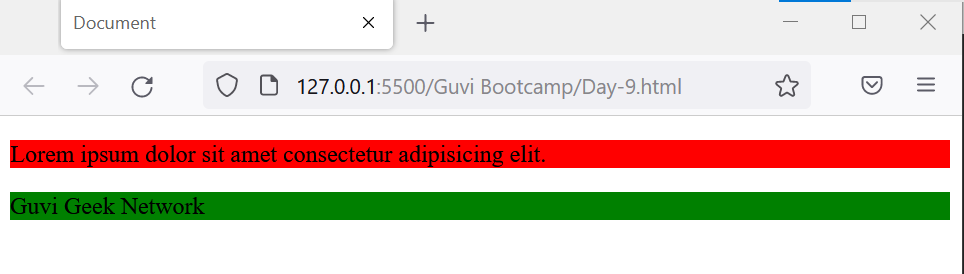 Document
127.0.0.1:5500/Guvi Bootcamp/Day-9.html
Lorem ipsum dolor sit amet consectetur adipisicing elit.
Guvi Geek Network